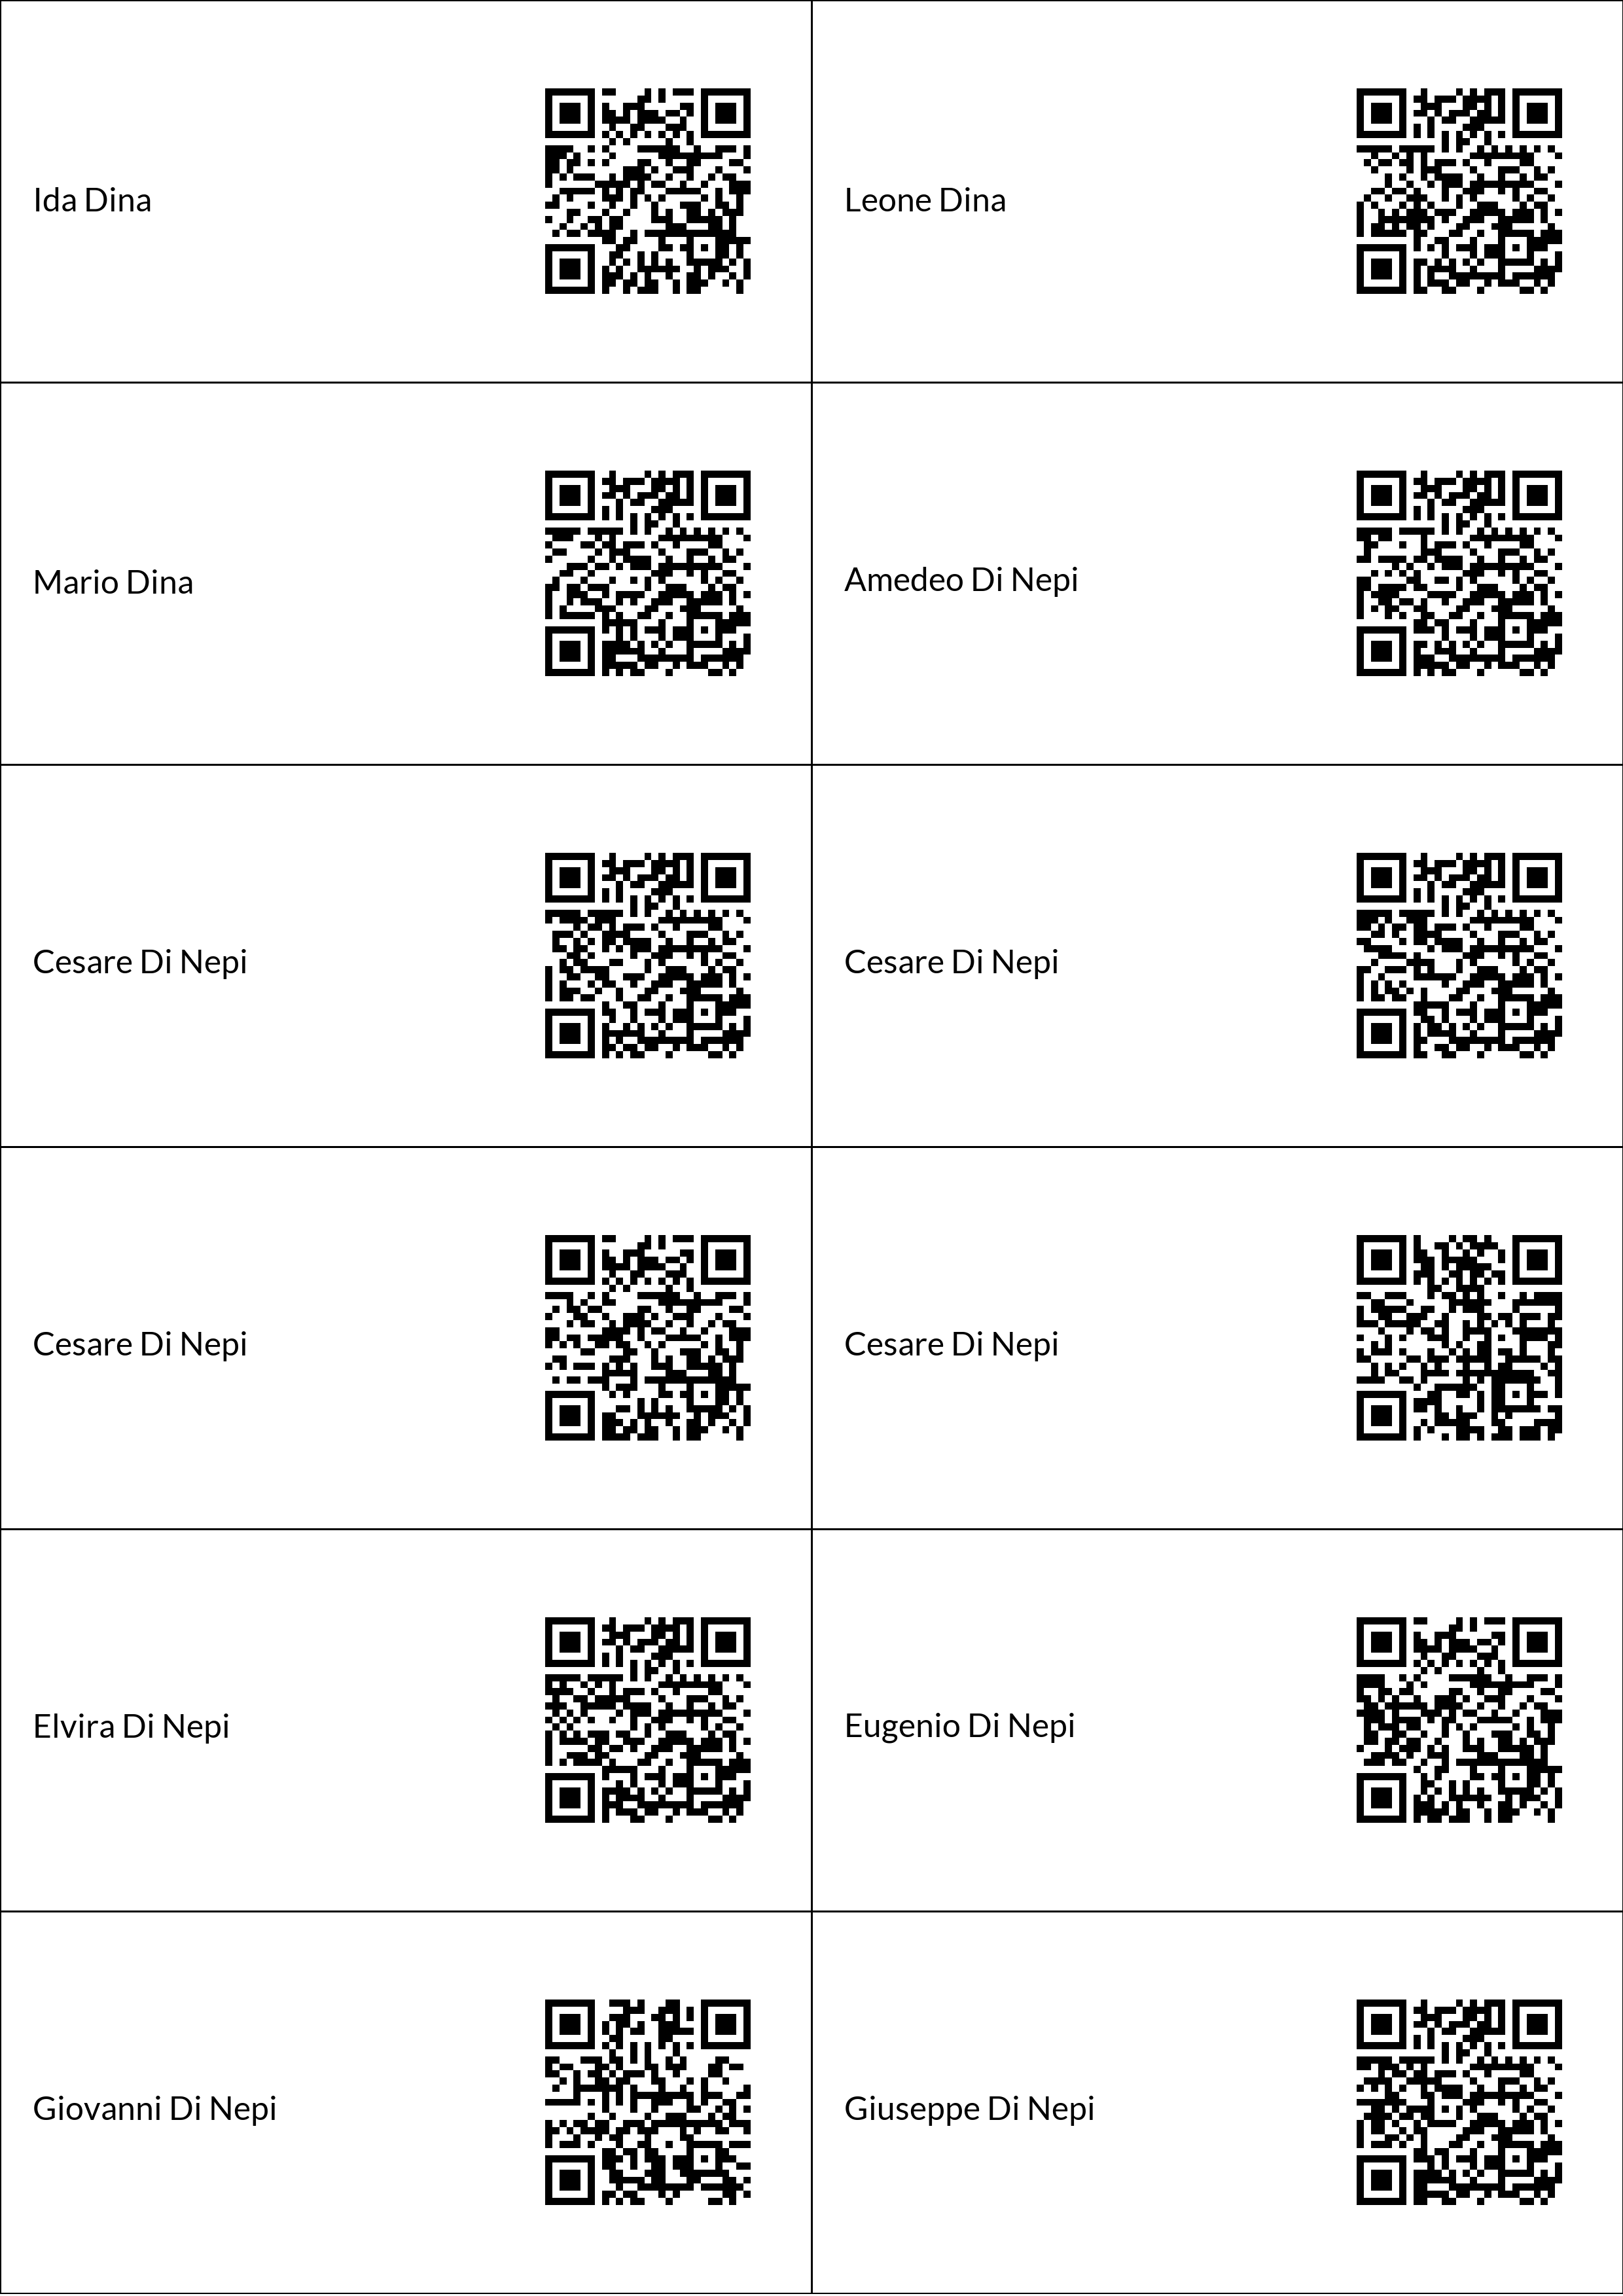 Ida Dina
Leone Dina
Mario Dina
Amedeo Di Nepi
Cesare Di Nepi
Cesare Di Nepi
Cesare Di Nepi
Cesare Di Nepi
Elvira Di Nepi
Eugenio Di Nepi
Giovanni Di Nepi
Giuseppe Di Nepi